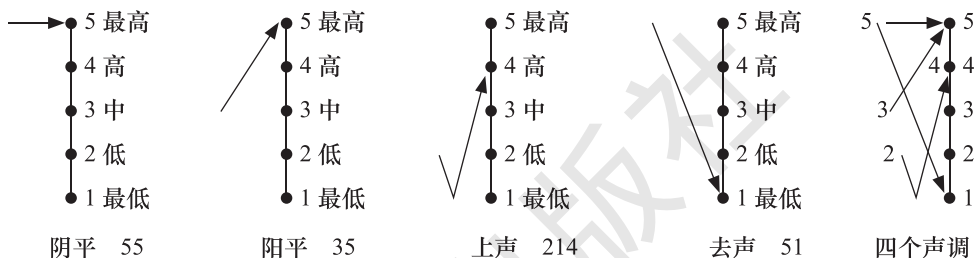 5 最高 5 最高 5 最高 5 最高 5 5
4 高 4 高 4 高 4 高 4 4
3 中 3 中 3 中 3 中 3 3
2 低 2 低 2 低 2 低 2 2
1 最低 1 最低 1 最低 1 最低 1
阴平 55 阳平 35 上声 214 去声 51 四个声调
版社